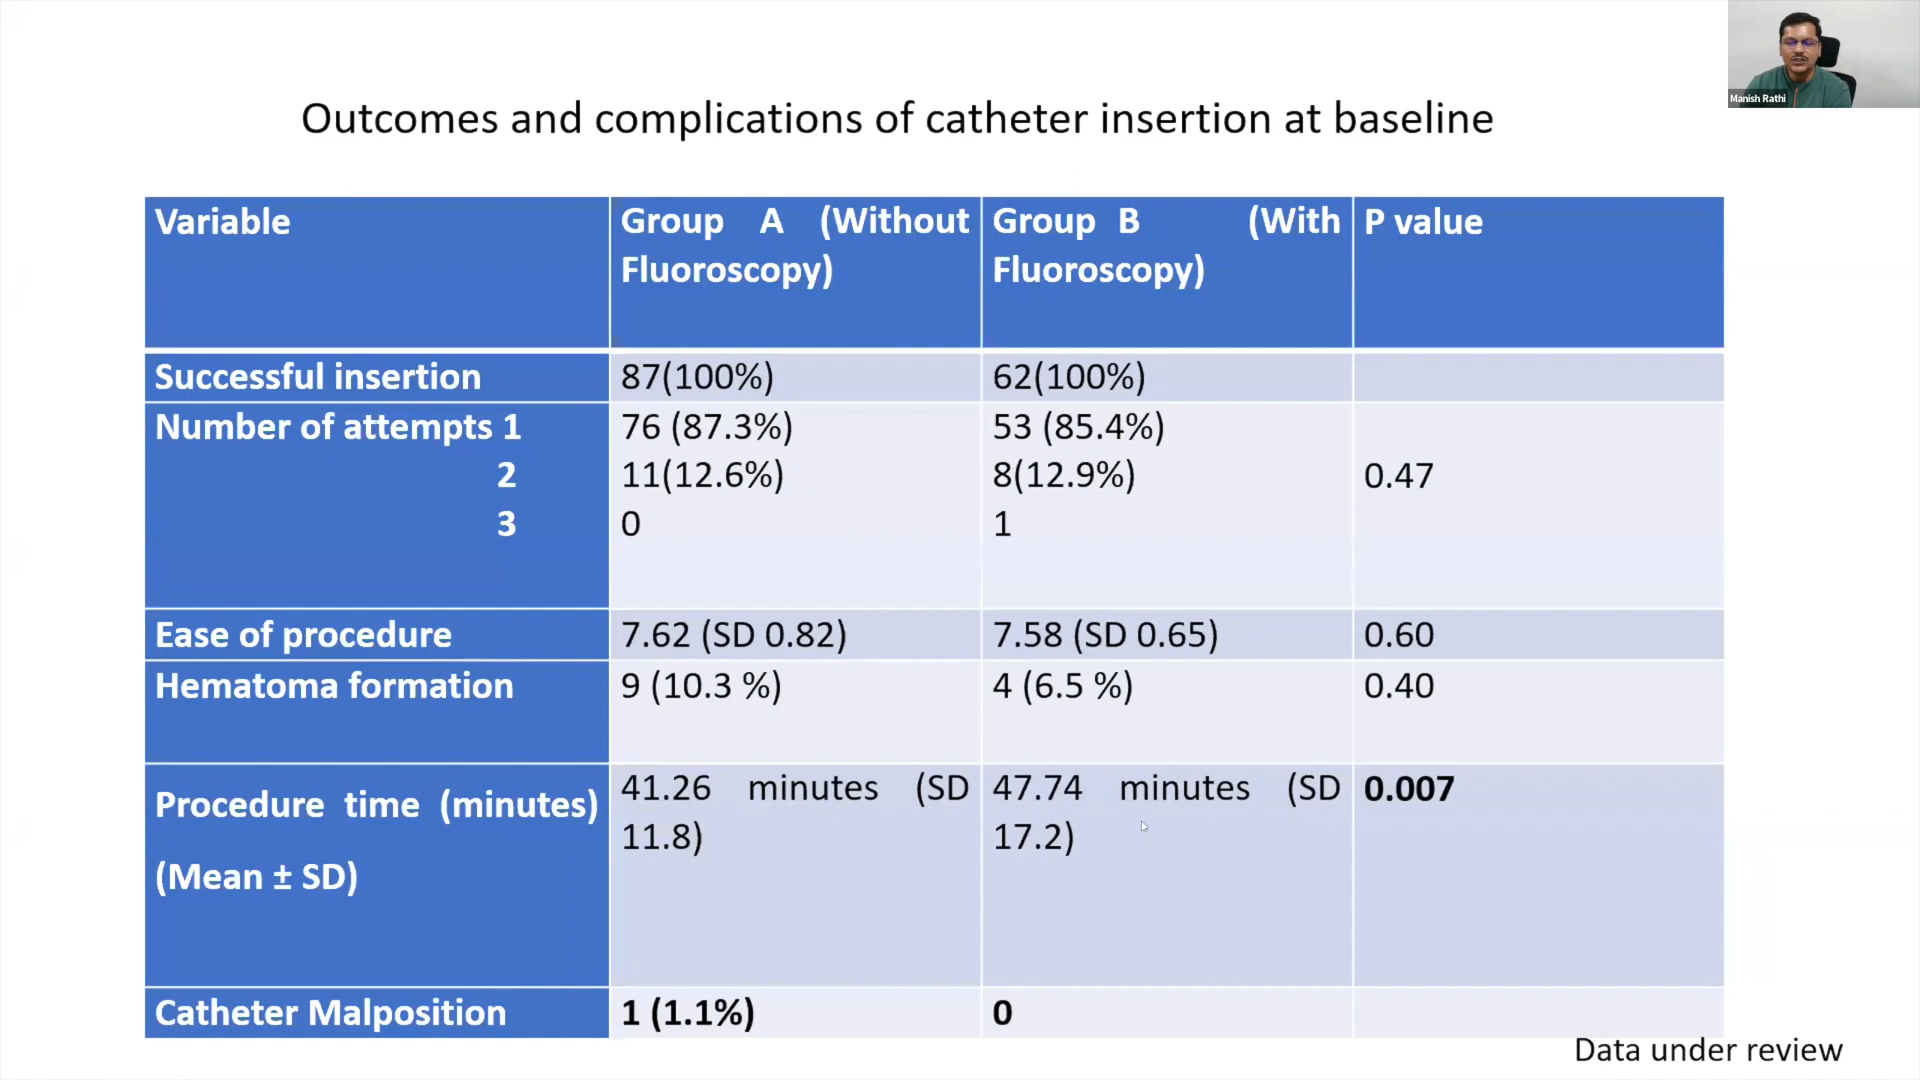 Manish Rathi
Outcomes and complications of catheter insertion at baseline
Variable
Group A (Without
Fluoroscopy)
Group B (With
Fluoroscopy)
P value
Successful insertion
87(100%)
62(100%)
Number of attempts 1
76 (87.3%)
53 (85.4%)
2
11(12.6%)
8(12.9%)
0.47
3
0
1
Ease of procedure
7.62 (SD 0.82)
7.58 (SD 0.65)
0.60
Hematoma formation
9 (10.3 %)
4 (6.5 %)
0.40
Procedure time (minutes)
(Mean ± SD)
41.26 minutes (SD
11.8)
47.74 minutes (SD
17.2)
0.007
Catheter Malposition
1 (1.1%)
0
Data under review